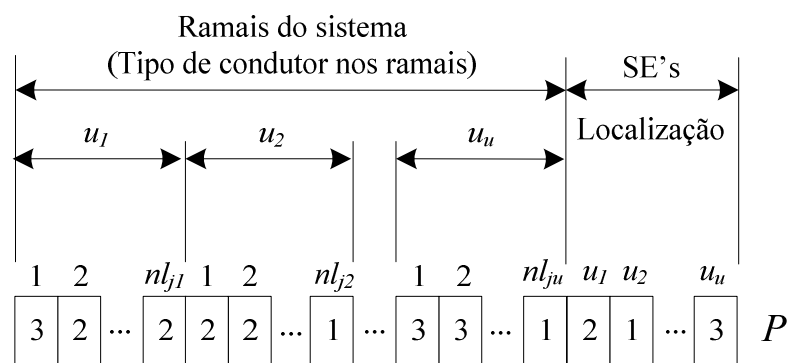 Ramais do sistema
(Tipo de condutor nos ramais)
SE's
Localização
u1 u2 uu
1 2 nlj1 1 2 nlj2 1 2 nlju u1 u2 uu
3 2 ... 2 2 2 ... 1 ... 3 3 ... 1 2 1 ... 3 P